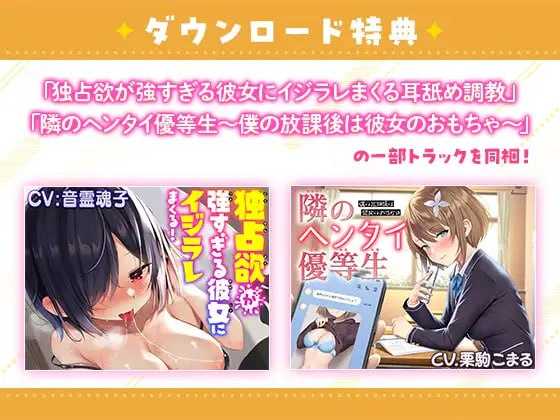 ダウンロード特典
「独占欲が強すぎる彼女にイジラレまくる耳舐め調教」
「隣のヘンタイ優等生～僕の放課後は彼女のおもちゃ～」
の一部トラックを同梱！
CV：音霊魂子
独占欲が
強すぎる彼女に
イジラレ
まくる!!
隣の
ヘンタイ
優等生
CV.栗駒こまる